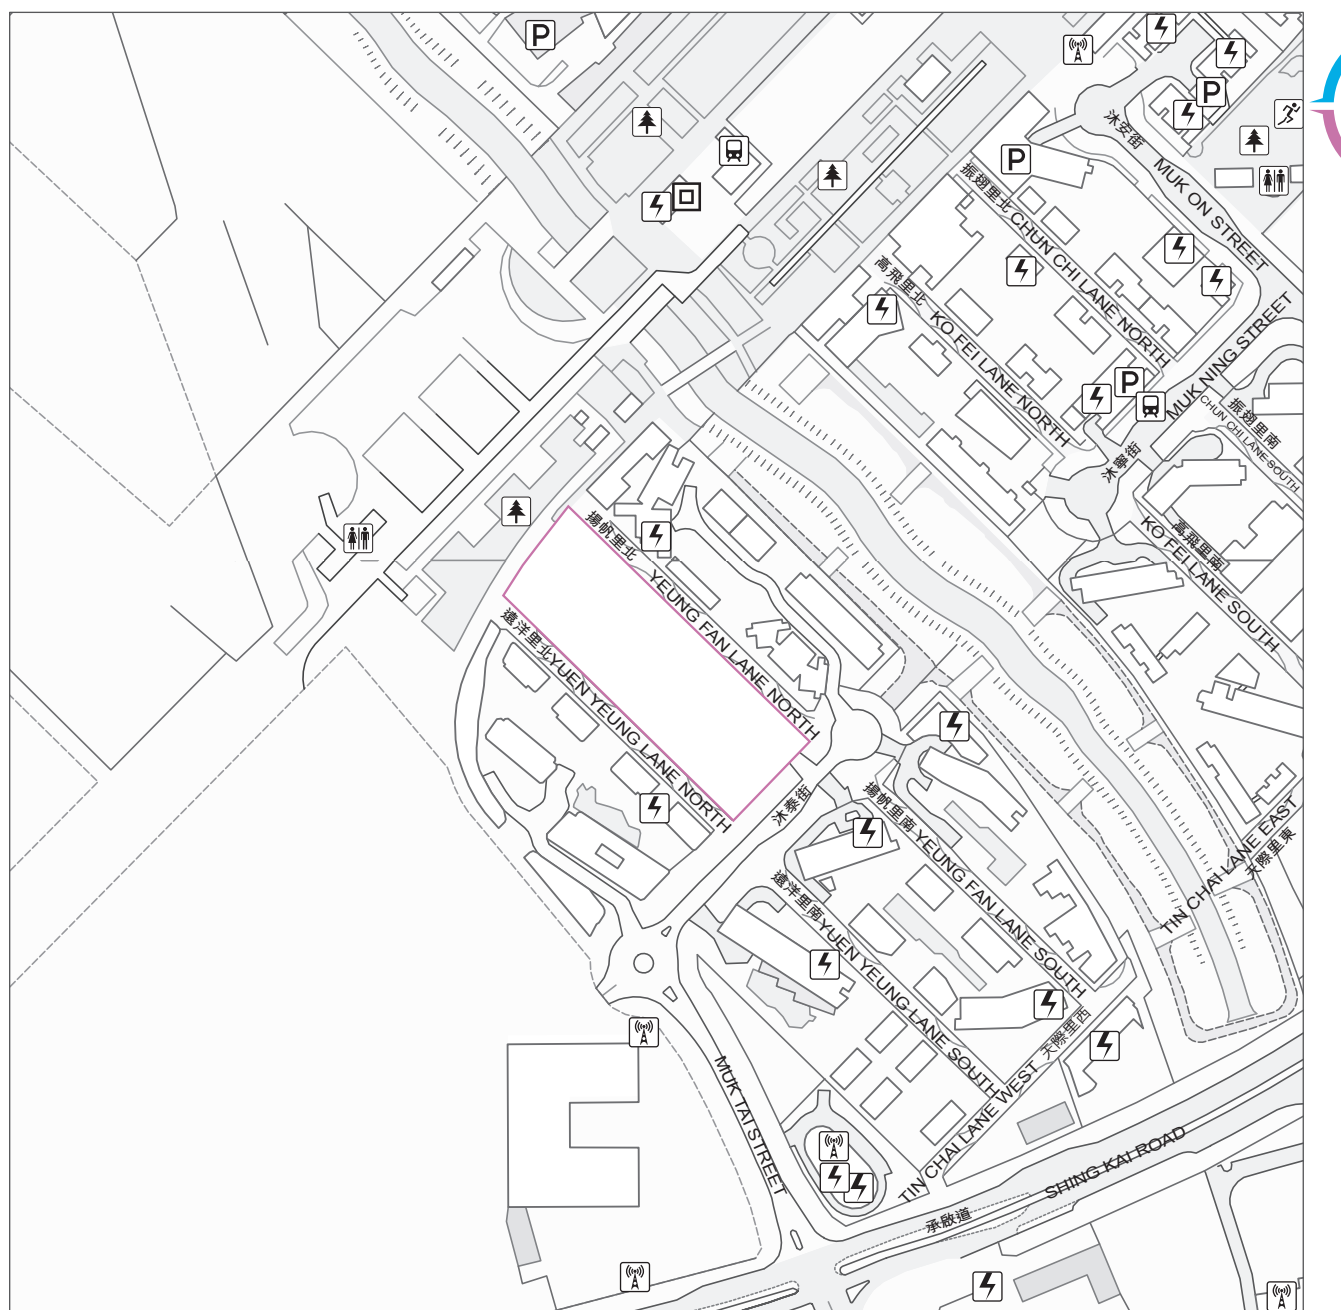 P
P
沐安街
P
MUK ON STREET
振翅里北 CHUN CHI LANE NORTH
高飛里北 KO FEI LANE NORTH
MUK NING STREET
P
沐寧街
振翅里南
CHUN CHI LANE SOUTH
高飛里南
KO FEI LANE SOUTH
揚帆里北 YEUNG FAN LANE NORTH
遠洋里北 YUEN YEUNG LANE NORTH
沐泰街
揚帆里南 YEUNG FAN LANE SOUTH
遠洋里南 YUEN YEUNG LANE SOUTH
TIN CHAI LANE EAST
天際里東
TIN CHAI LANE WEST 天際里西
MUK TAI STREET
SHING KAI ROAD
承啟道